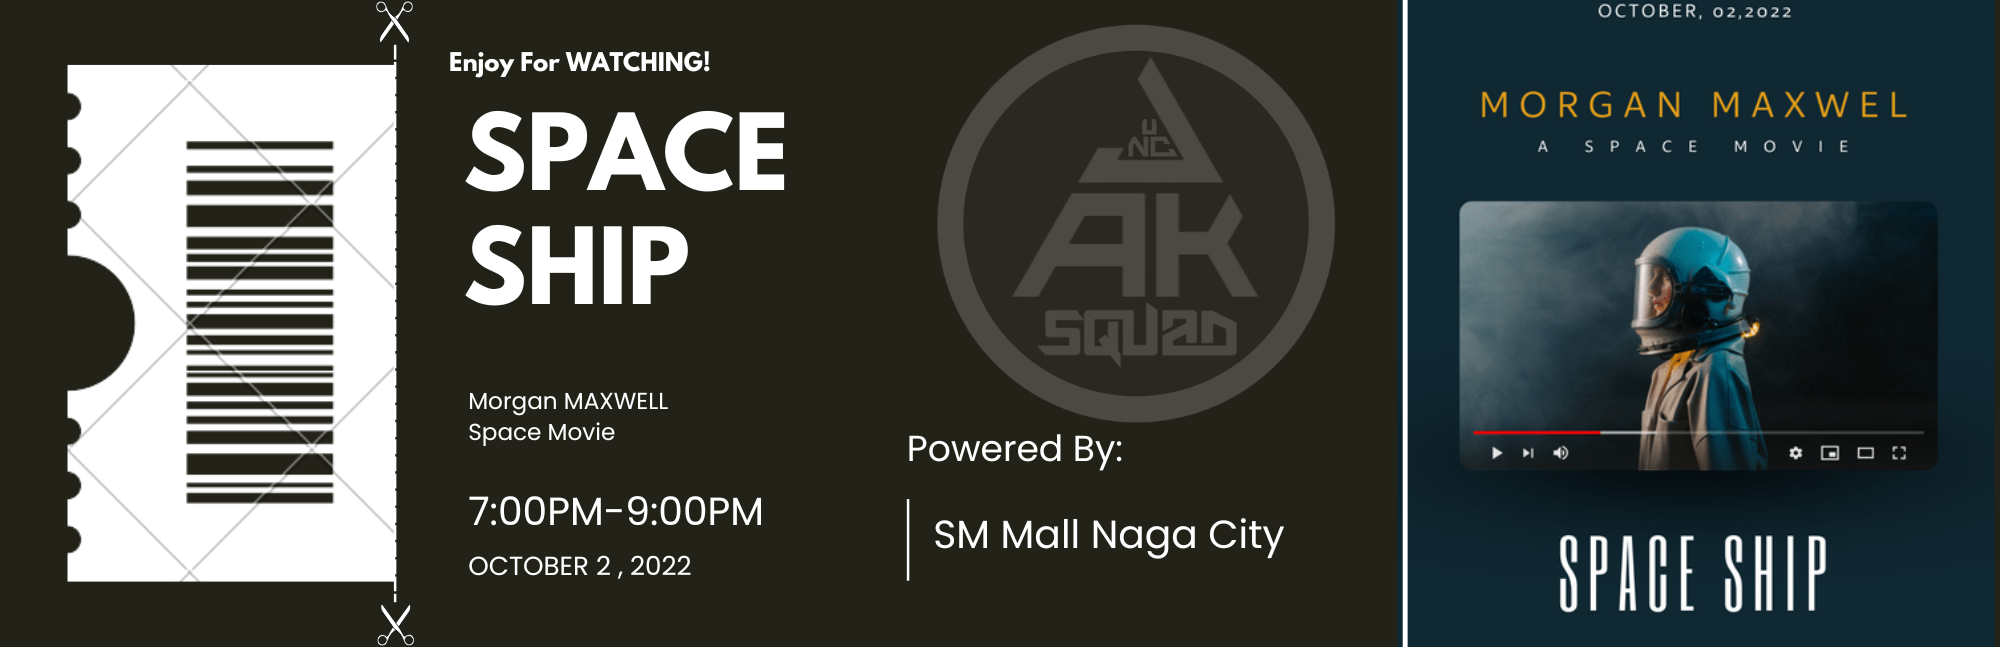 Enjoy For WATCHING!
SPACE
SHIP
Morgan MAXWELL
Space Movie
7:00PM-9:00PM
OCTOBER 2 , 2022
U
NC
AK
SQUAD
Powered By:
SM Mall Naga City
OCTOBER, 02,2022
MORGAN MAXWEL
A SPACE MOVIE
SPACE SHIP